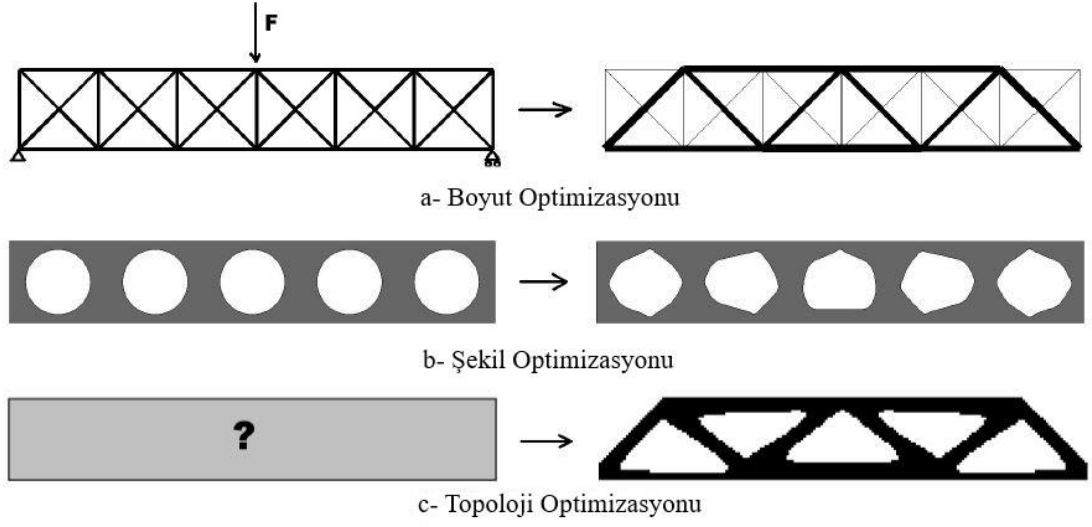 F
a- Boyut Optimizasyonu
b- Şekil Optimizasyonu
?
c- Topoloji Optimizasyonu